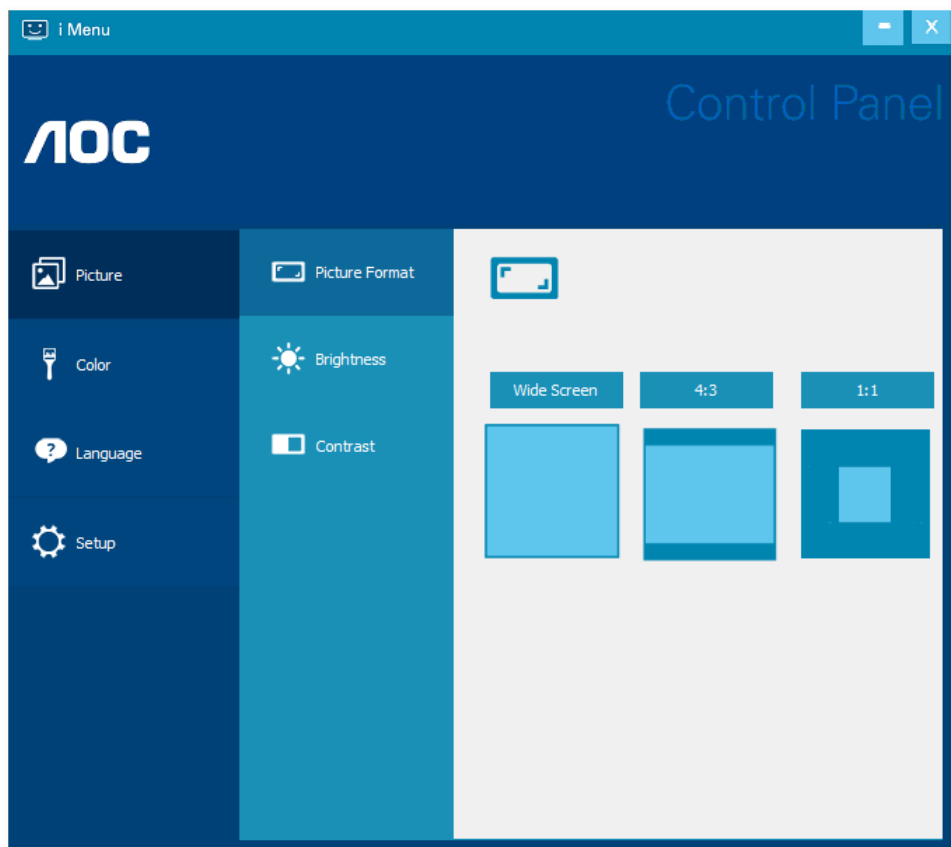 i Menu
- X
Control Panel
AOC
Picture
Color
Language
Setup
Picture Format
Brightness
Contrast
Wide Screen 4:3 1:1